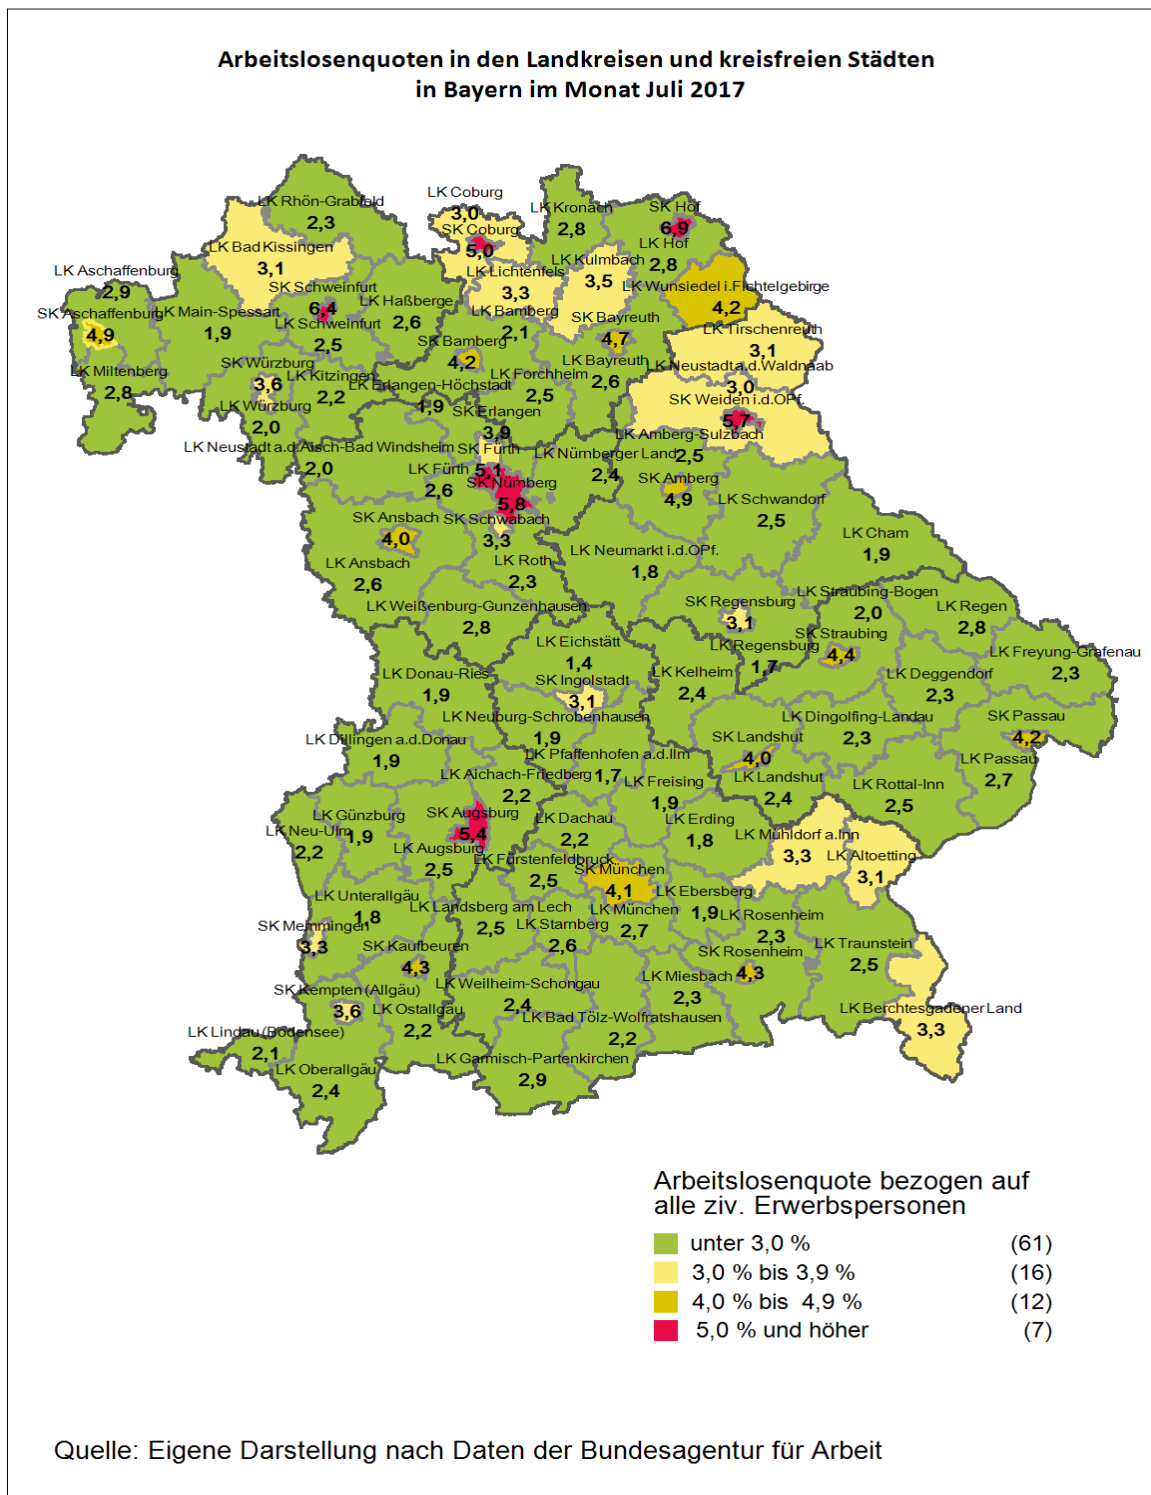 Arbeitslosenquoten in den Landkreisen und kreisfreien Städten
in Bayern im Monat Juli 2017
LK Coburg
3,0
LK Rhön-Grabfeld
2,3
LK Kronach
2,8
SK Hof
6,9
SK Coburg
5,0
LK Bad Kissingen
3,1
LK Hof
2,8
LK Kulmbach
3,5
LK Aschaffenburg
2,9
LK Lichtenfels
3,3
SK Schweinfurt
6,4
LK Wunsiedel i.Fichtelgebirge
4,2
LK Haßberge
2,6
SK Aschaffenburg
4,9
LK Main-Spessart
1,9
LK Bamberg
2,1
SK Bayreuth
4,7
LK Schweinfurt
2,5
LK Tirschenreuth
3,1
SK Bamberg
4,2
LK Bayreuth
2,6
SK Würzburg
3,6
LK Neustadt a.d.Waldnaab
3,0
LK Miltenberg
2,8
LK Kitzingen
2,2
LK Forchheim
2,5
LK Erlangen-Höchstadt
1,9
SK Weiden i.d.OPf.
5,7
LK Würzburg
2,0
SK Erlangen
3,9
LK Amberg-Sulzbach
2,5
LK Neustadt a.d.Aisch-Bad Windsheim
2,0
SK Fürth
5,1
LK Nürnberger Land
2,4
LK Fürth
2,6
SK Nürnberg
5,8
SK Amberg
4,9
LK Schwandorf
2,5
SK Ansbach
4,0
SK Schwabach
3,3
LK Cham
1,9
LK Neumarkt i.d.OPf.
1,8
LK Ansbach
2,6
LK Roth
2,3
LK Straubing-Bogen
2,0
SK Regensburg
3,1
LK Weißenburg-Gunzenhausen
2,8
LK Regen
2,8
SK Straubing
4,4
LK Eichstätt
1,4
LK Regensburg
1,7
LK Freyung-Grafenau
2,3
LK Donau-Ries
1,9
LK Kelheim
2,4
LK Deggendorf
2,3
SK Ingolstadt
3,1
LK Neuburg-Schrobenhausen
1,9
LK Dingolfing-Landau
2,3
SK Passau
4,2
LK Dillingen a.d.Donau
1,9
SK Landshut
4,0
LK Pfaffenhofen a.d.Ilm
1,7
LK Passau
2,7
LK Aichach-Friedberg
2,2
LK Freising
1,9
LK Landshut
2,4
LK Rottal-Inn
2,5
LK Günzburg
1,9
SK Augsburg
5,4
LK Dachau
2,2
LK Erding
1,8
LK Neu-Ulm
2,2
LK Mühldorf a.Inn
3,3
LK Augsburg
2,5
LK Fürstenfeldbruck
2,5
LK Altoetting
3,1
SK München
4,1
LK Unterallgäu
1,8
LK Ebersberg
1,9
LK Landsberg am Lech
2,5
LK München
2,7
LK Rosenheim
2,3
SK Memmingen
3,3
LK Starnberg
2,6
SK Kaufbeuren
4,3
LK Traunstein
2,5
SK Rosenheim
4,3
LK Miesbach
2,3
SK Kempten (Allgäu)
3,6
LK Weilheim-Schongau
2,4
LK Ostallgäu
2,2
LK Berchtesgadener Land
3,3
LK Bad Tölz-Wolfratshausen
2,2
LK Lindau (Bodensee)
2,1
LK Garmisch-Partenkirchen
2,9
LK Oberallgäu
2,4
Arbeitslosenquote bezogen auf
alle ziv. Erwerbspersonen
unter 3,0 % (61)
3,0 % bis 3,9 % (16)
4,0 % bis 4,9 % (12)
5,0 % und höher (7)
Quelle: Eigene Darstellung nach Daten der Bundesagentur für Arbeit